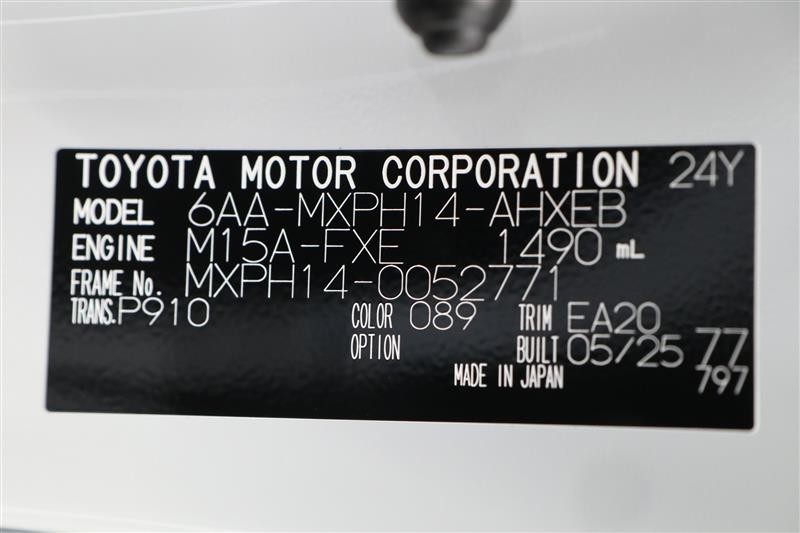 TOYOTA MOTOR CORPORATION 24Y
MODEL 6AA-MXPH14-AHXEB
ENGINE M15A-FXE 1490 mL
FRAME No. MXPH14-0052771
TRANS. P910 COLOR 089 TRIM EA20
OPTION BUILT 05/25 77
MADE IN JAPAN 797